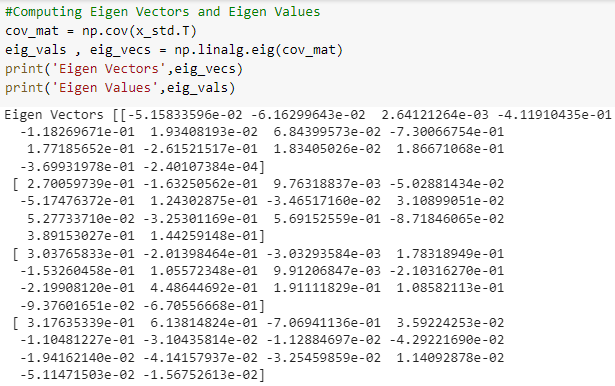 #Computing Eigen Vectors and Eigen Values
cov_mat = np.cov(x_std.T)
eig_vals , eig_vecs = np.linalg.eig(cov_mat)
print('Eigen Vectors',eig_vecs)
print('Eigen Values',eig_vals)
Eigen Vectors [[-5.15833596e-02 -6.16299643e-02  2.64121264e-03 -4.11910435e-01
  -1.18269671e-01  1.93408193e-02  6.84399573e-02 -7.30066754e-01
   1.77185652e-01 -2.61521517e-01  1.83405026e-02  1.86671068e-01
  -3.69931978e-01 -2.40107384e-04]
 [ 2.70059739e-01 -1.63250562e-01  9.76318837e-03 -5.02881434e-02
  -5.17476372e-01  1.24302875e-01 -3.46517160e-02  3.10899051e-02
   5.27733710e-02 -3.25301169e-01  5.69152559e-01 -8.71846065e-02
   3.89153027e-01  1.44259148e-01]
 [ 3.03765833e-01 -2.01398464e-01 -3.03293584e-03  1.78318949e-01
  -1.53260458e-01  1.05572348e-01  9.91206847e-03 -2.10316270e-01
  -2.19908120e-01  4.48644692e-01  1.91111829e-01  1.08582113e-01
  -9.37601651e-02 -6.70556668e-01]
 [ 3.17635339e-01  6.13814824e-01 -7.06941136e-01  3.59224253e-02
  -1.10481227e-01 -3.10435814e-02 -1.12884697e-02 -4.29221690e-02
  -1.94162140e-02 -4.14157937e-02 -3.25459859e-02  1.14092878e-02
  -5.11471503e-02 -1.56752613e-02]